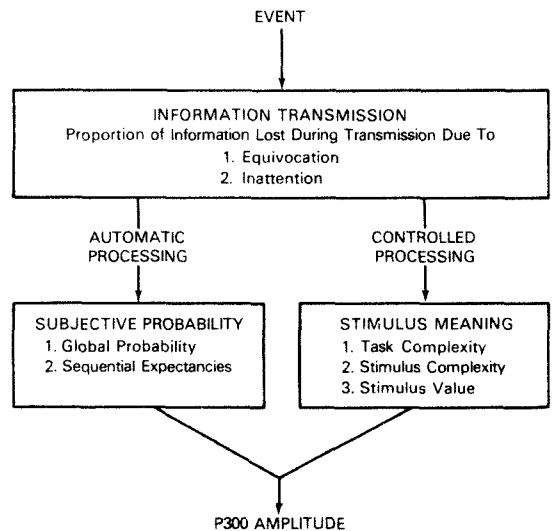 EVENT
INFORMATION TRANSMISSION
Proportion of Information Lost During Transmission Due To
1. Equivocation
2. Inattention
AUTOMATIC
PROCESSING
CONTROLLED
PROCESSING
SUBJECTIVE PROBABILITY
1. Global Probability
2. Sequential Expectancies
STIMULUS MEANING
1. Task Complexity
2. Stimulus Complexity
3. Stimulus Value
P300 AMPLITUDE